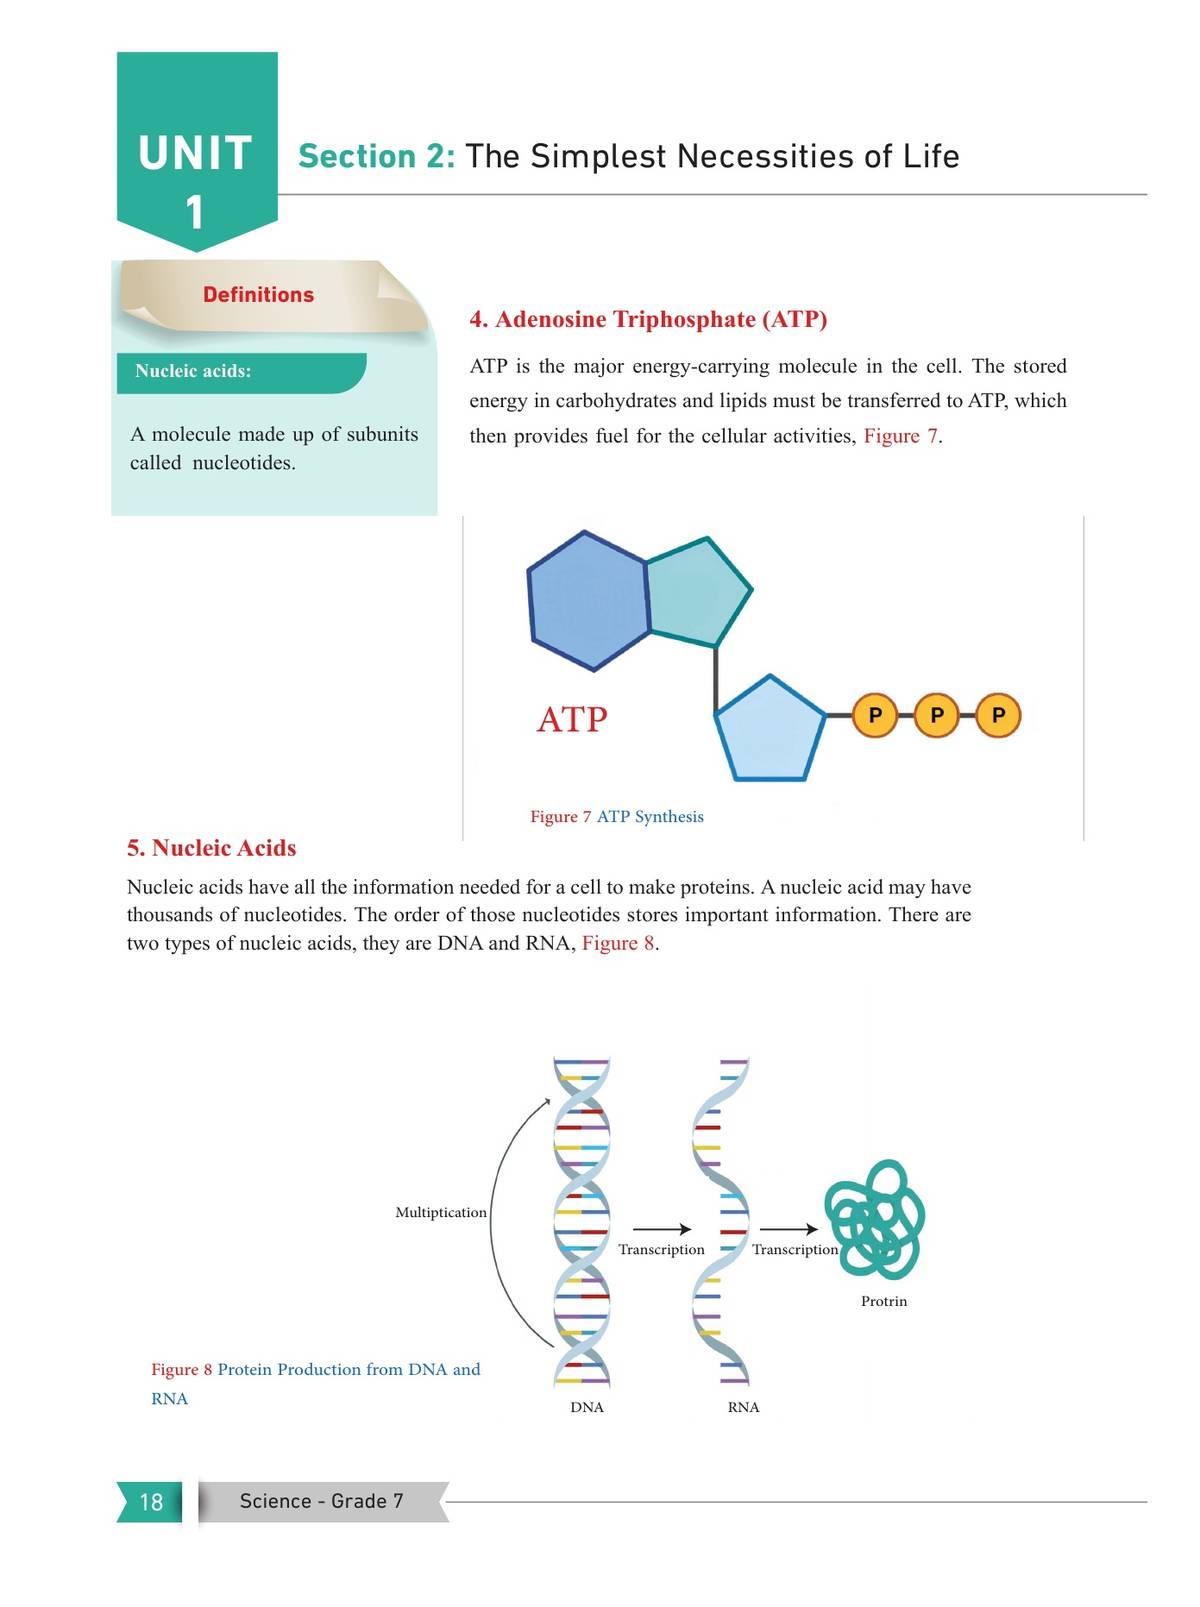 UNIT
1
Section 2: The Simplest Necessities of Life
Definitions
Nucleic acids:
A molecule made up of subunits
called nucleotides.
4. Adenosine Triphosphate (ATP)
ATP is the major energy-carrying molecule in the cell. The stored
energy in carbohydrates and lipids must be transferred to ATP, which
then provides fuel for the cellular activities, Figure 7.
ATP
P
P
P
Figure 7 ATP Synthesis
5. Nucleic Acids
Nucleic acids have all the information needed for a cell to make proteins. A nucleic acid may have
thousands of nucleotides. The order of those nucleotides stores important information. There are
two types of nucleic acids, they are DNA and RNA, Figure 8.
Multiptication
Transcription
Transcription
Protrin
Figure 8 Protein Production from DNA and
RNA
DNA
RNA
18
Science - Grade 7